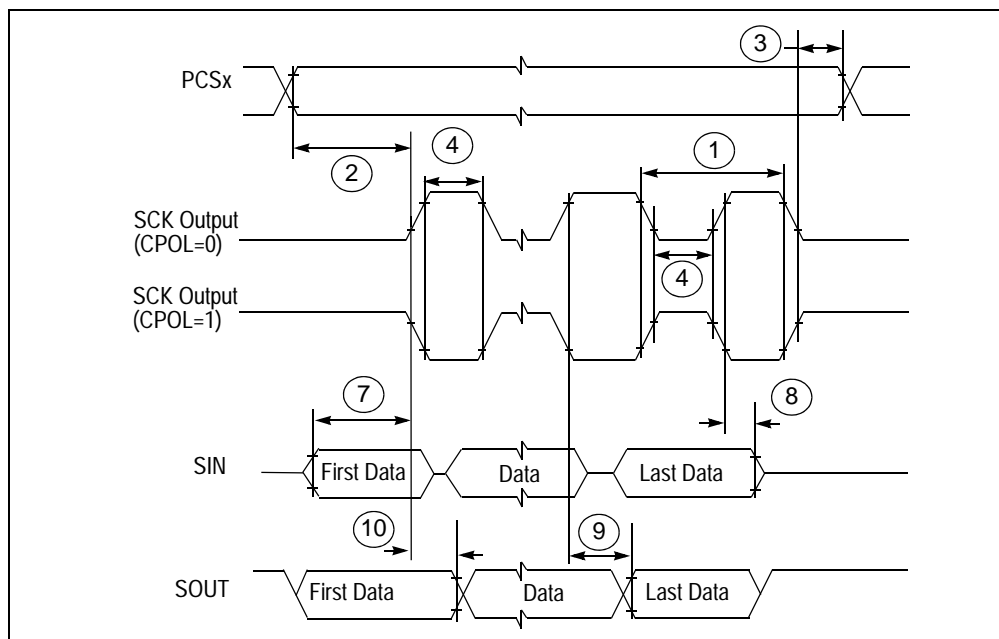 3
PCSx
2
4
1
SCK Output
(CPOL=0)
4
SCK Output
(CPOL=1)
7
8
SIN
First Data
Data
Last Data
10
9
SOUT
First Data
Data
Last Data